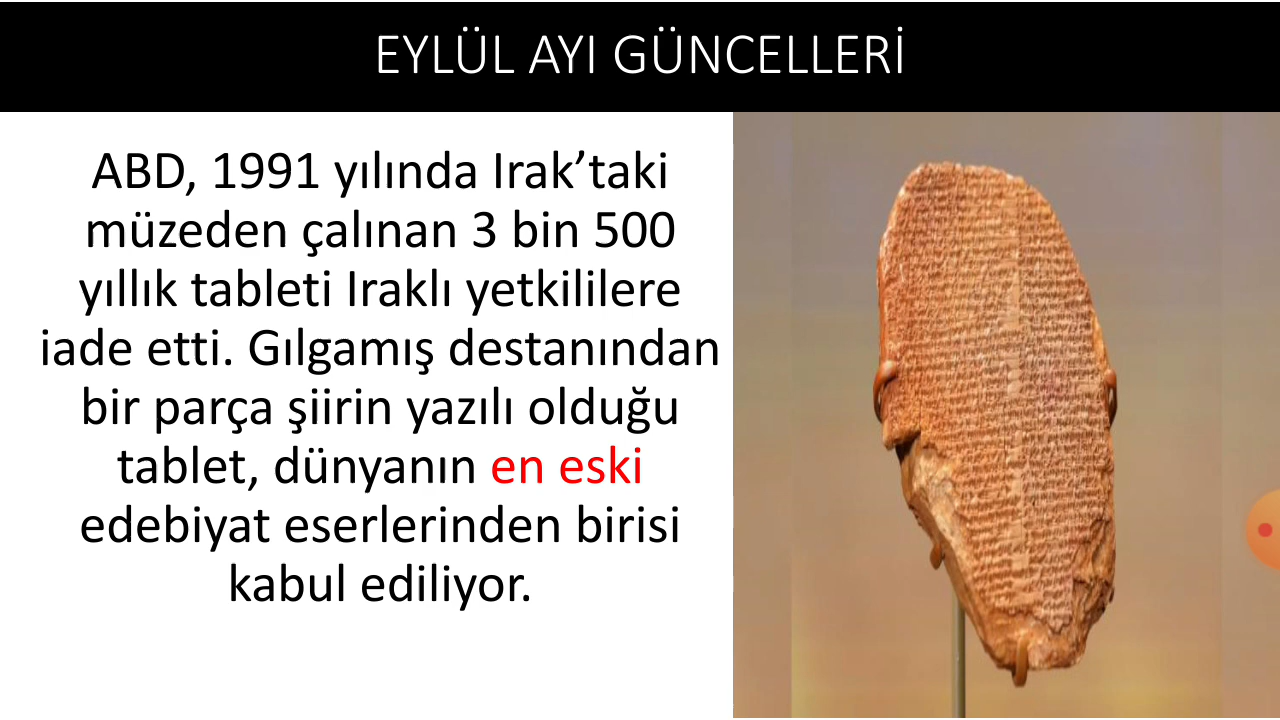 EYLÜL AYI GÜNCELLERİ
ABD, 1991 yılında Irak’taki
müzeden çalınan 3 bin 500
yıllık tableti Iraklı yetkililere
iade etti. Gılgamış destanından
bir parça şiirin yazılı olduğu
tablet, dünyanın en eski
edebiyat eserlerinden birisi
kabul ediliyor.